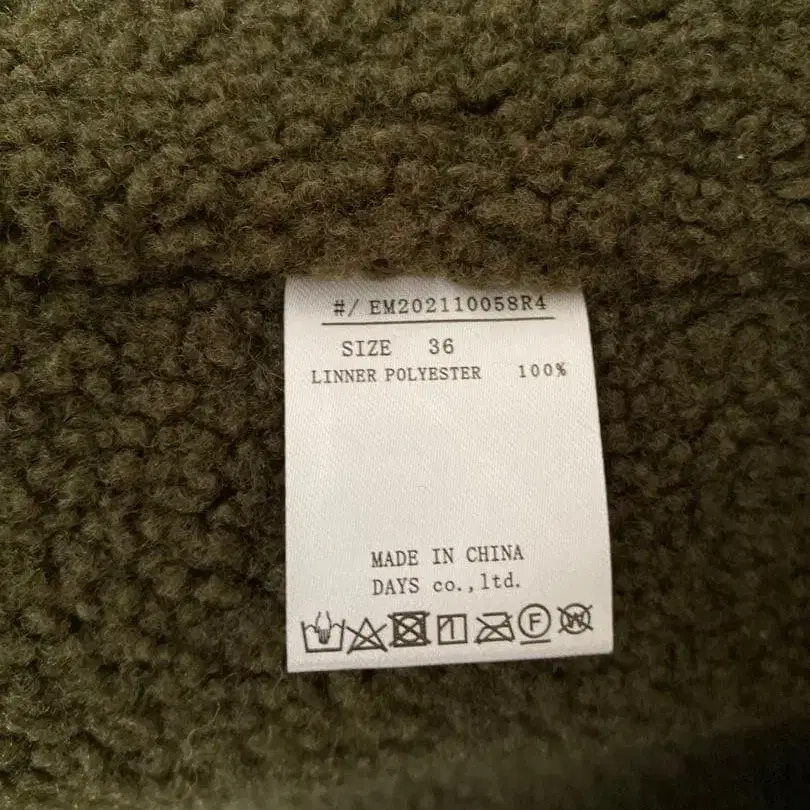 #/ EM202110058R4
SIZE 36
LINNER POLYESTER 100%
MADE IN CHINA
DAYS co.,ltd.
F W